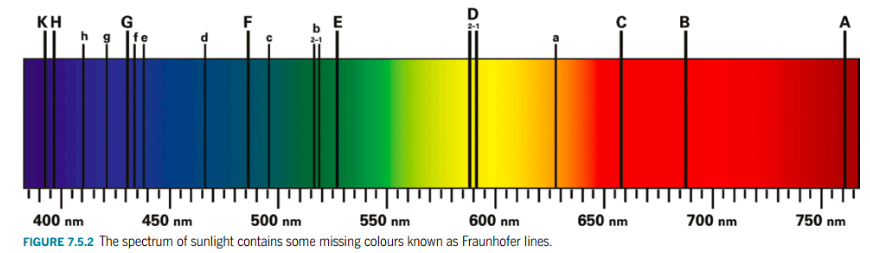 K H G F D E C B A
h g f e d c b 2-1 2-1 a
400 nm 450 nm 500 nm 550 nm 600 nm 650 nm 700 nm 750 nm
FIGURE 7.5.2 The spectrum of sunlight contains some missing colours known as Fraunhofer lines.